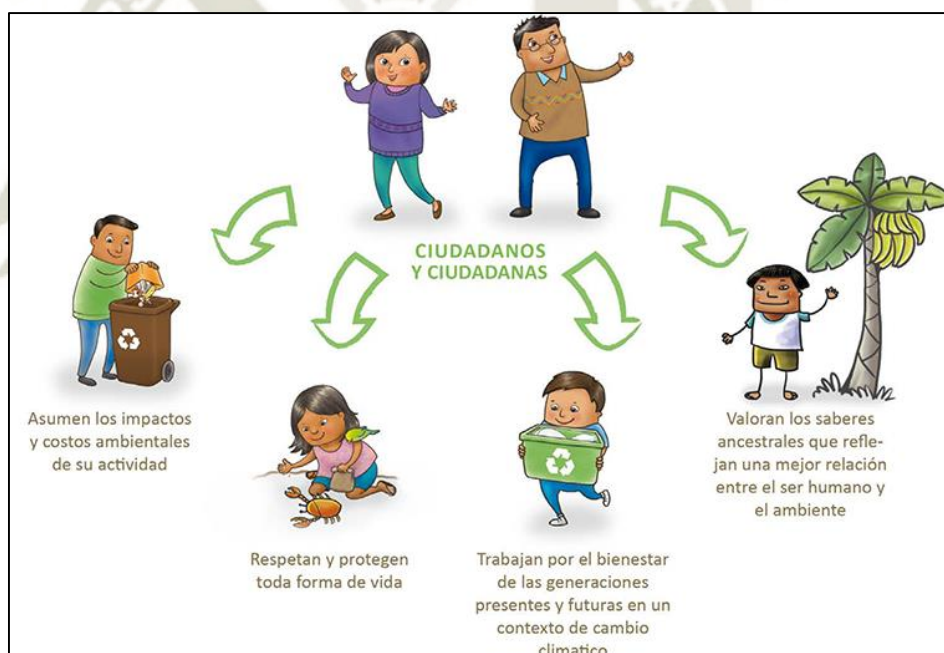 CIUDADANOS
Y CIUDADANAS
Asumen los impactos
y costos ambientales
de su actividad
Respetan y protegen
toda forma de vida
Trabajan por el bienestar
de las generaciones
presentes y futuras en un
contexto de cambio
climatico
Valoran los saberes
ancestrales que refle-
jan una mejor relación
entre el ser humano y
el ambiente